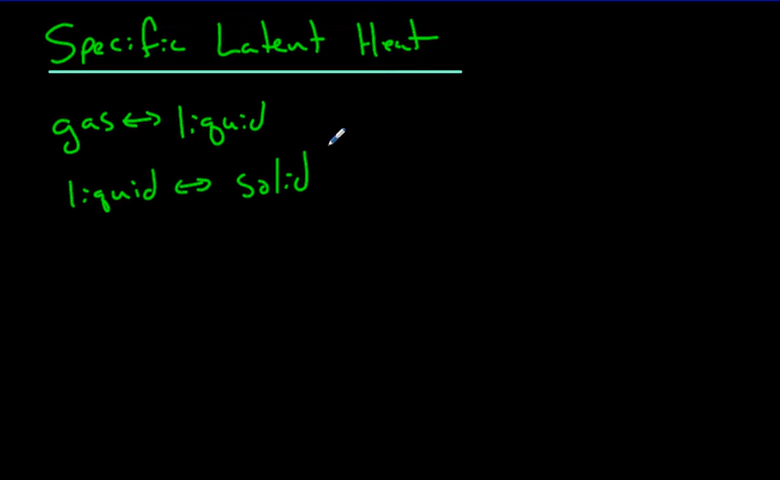 Specific Latent Heat
gas ↔ liquid
liquid ↔ solid